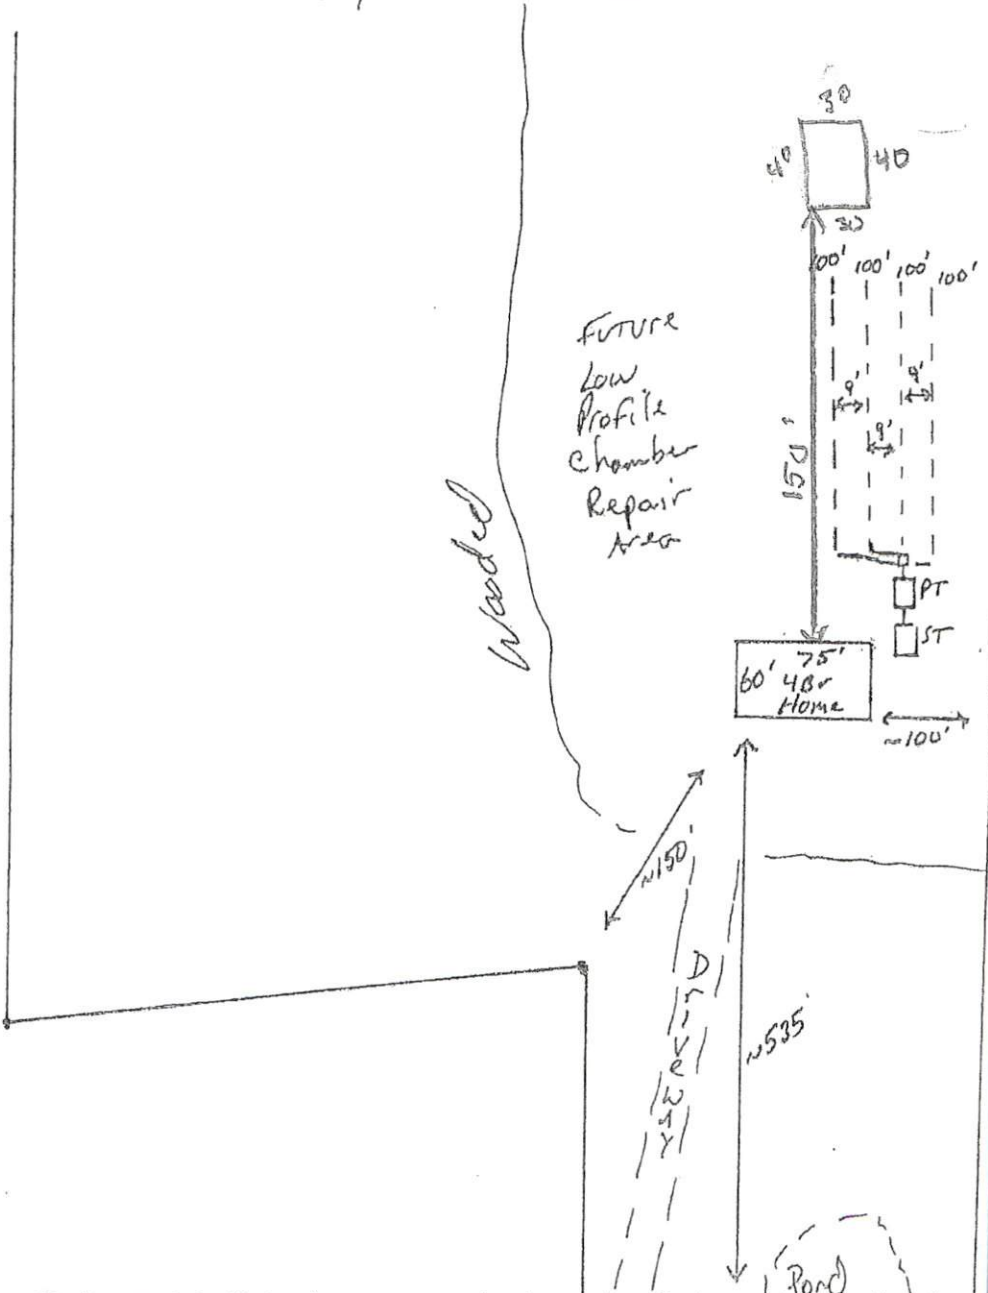 30
40
40
30
100'
100'
100'
100'
Future
Low
Profile
Chamber
Repair
Area
9'
9'
9'
150'
Wooded
PT
ST
75'
60'
4Br
Home
~100'
~150'
Driveway
~535'
Pond